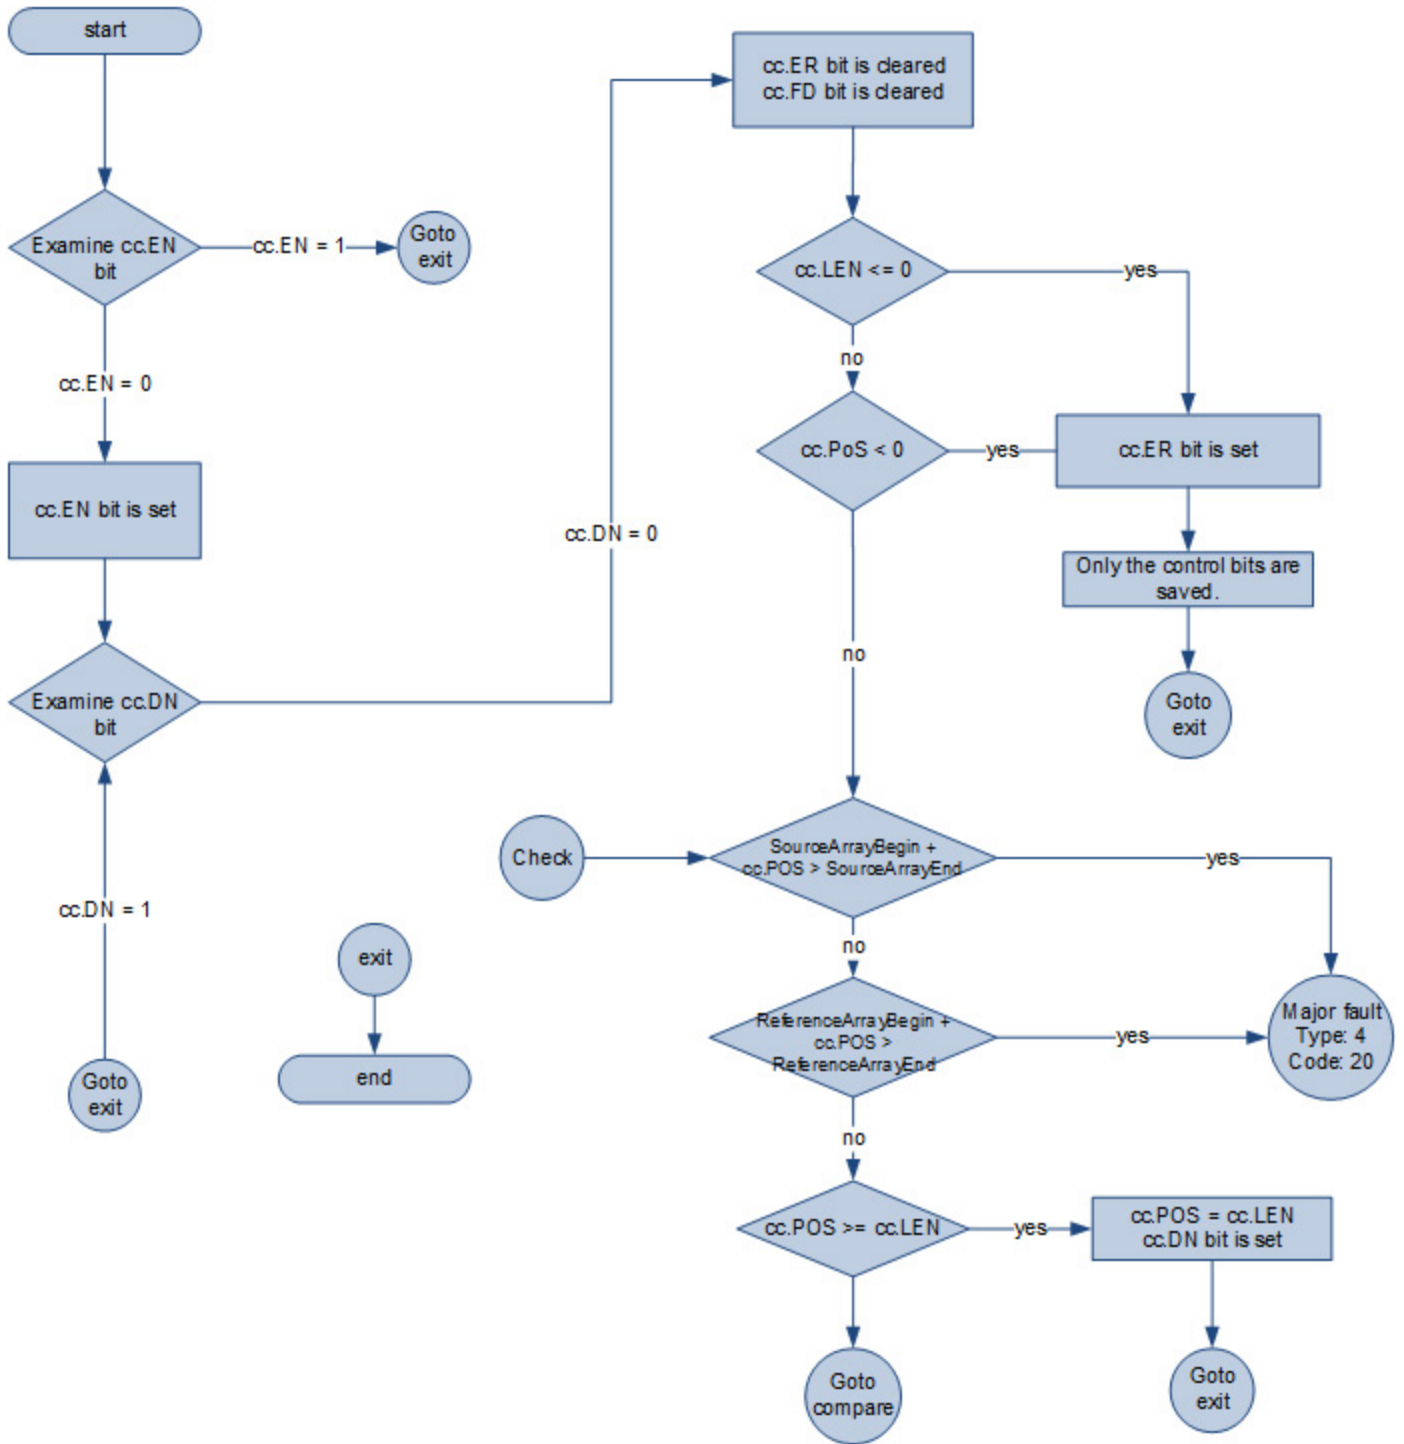 start
Examine cc.EN
bit
cc.EN = 1
Goto
exit
cc.EN = 0
cc.EN bit is set
Examine cc.DN
bit
cc.DN = 1
Goto
exit
exit
end
cc.DN = 0
cc.ER bit is cleared
cc.FD bit is cleared
cc.LEN <= 0
yes
no
cc.PoS < 0
yes
cc.ER bit is set
Only the control bits are
saved.
Goto
exit
no
Check
SourceArrayBegin +
cc.POS > SourceArrayEnd
yes
no
ReferenceArrayBegin +
cc.POS >
ReferenceArrayEnd
yes
Major fault
Type: 4
Code: 20
no
cc.POS >= cc.LEN
yes
cc.POS = cc.LEN
cc.DN bit is set
Goto
compare
Goto
exit